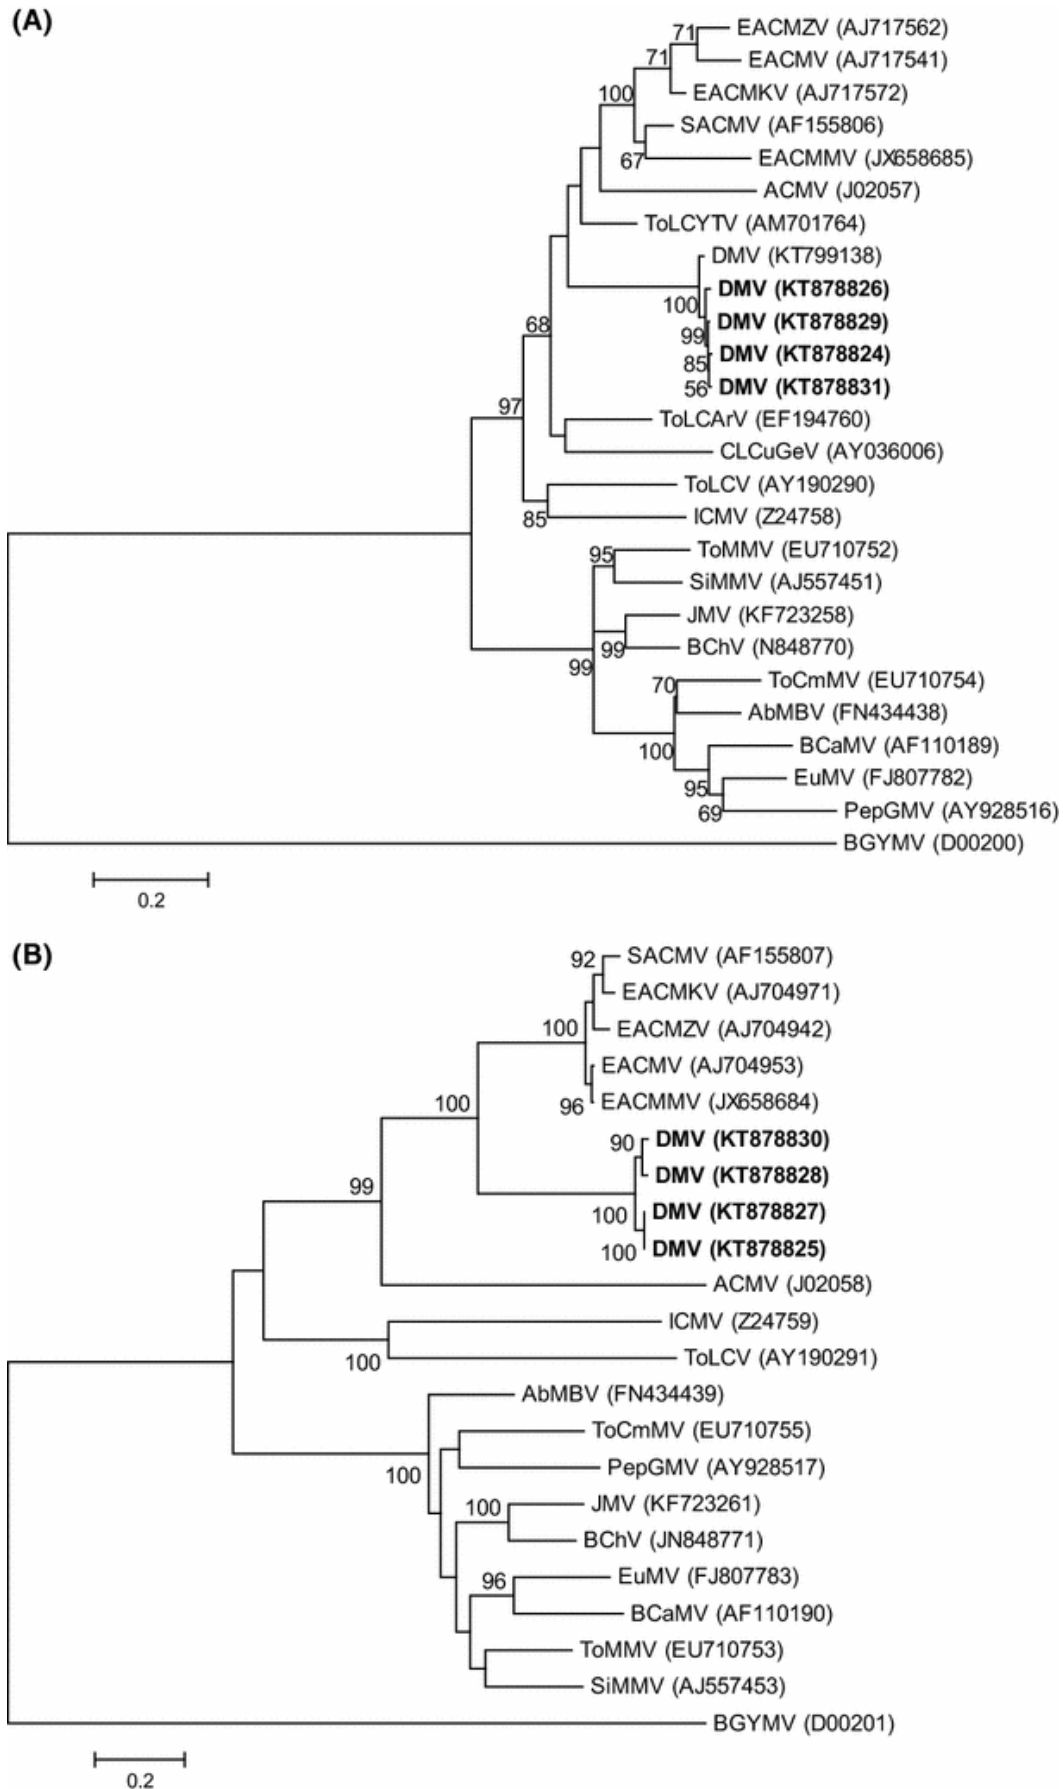 (A)
71
EACMZV (AJ717562)
71
EACMV (AJ717541)
100
EACMKV (AJ717572)
SACMV (AF155806)
67
EACMMV (JX658685)
ACMV (J02057)
ToLCYTV (AM701764)
DMV (KT799138)
100
DMV (KT878826)
99
DMV (KT878829)
85
DMV (KT878824)
56
DMV (KT878831)
68
97
ToLCArV (EF194760)
CLCuGeV (AY036006)
ToLCV (AY190290)
85
ICMV (Z24758)
95
ToMMV (EU710752)
SiMMV (AJ557451)
JMV (KF723258)
99
BChV (N848770)
99
70
ToCmMV (EU710754)
AbMBV (FN434438)
100
BCaMV (AF110189)
95
EuMV (FJ807782)
69
PepGMV (AY928516)
BGYMV (D00200)
0.2
(B)
92
SACMV (AF155807)
EACMKV (AJ704971)
100
EACMZV (AJ704942)
EACMV (AJ704953)
96
EACMMV (JX658684)
100
90
DMV (KT878830)
DMV (KT878828)
100
DMV (KT878827)
100
DMV (KT878825)
99
ACMV (J02058)
ICMV (Z24759)
100
ToLCV (AY190291)
AbMBV (FN434439)
ToCmMV (EU710755)
100
PepGMV (AY928517)
100
JMV (KF723261)
BChV (JN848771)
96
EuMV (FJ807783)
BCaMV (AF110190)
ToMMV (EU710753)
SiMMV (AJ557453)
BGYMV (D00201)
0.2